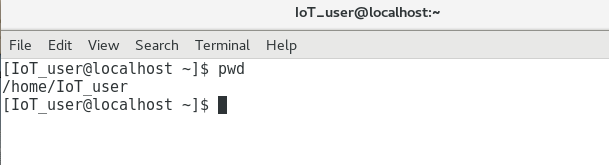 IoT_user@localhost:~
File Edit View Search Terminal Help
[IoT_user@localhost ~]$ pwd
/home/IoT_user
[IoT_user@localhost ~]$